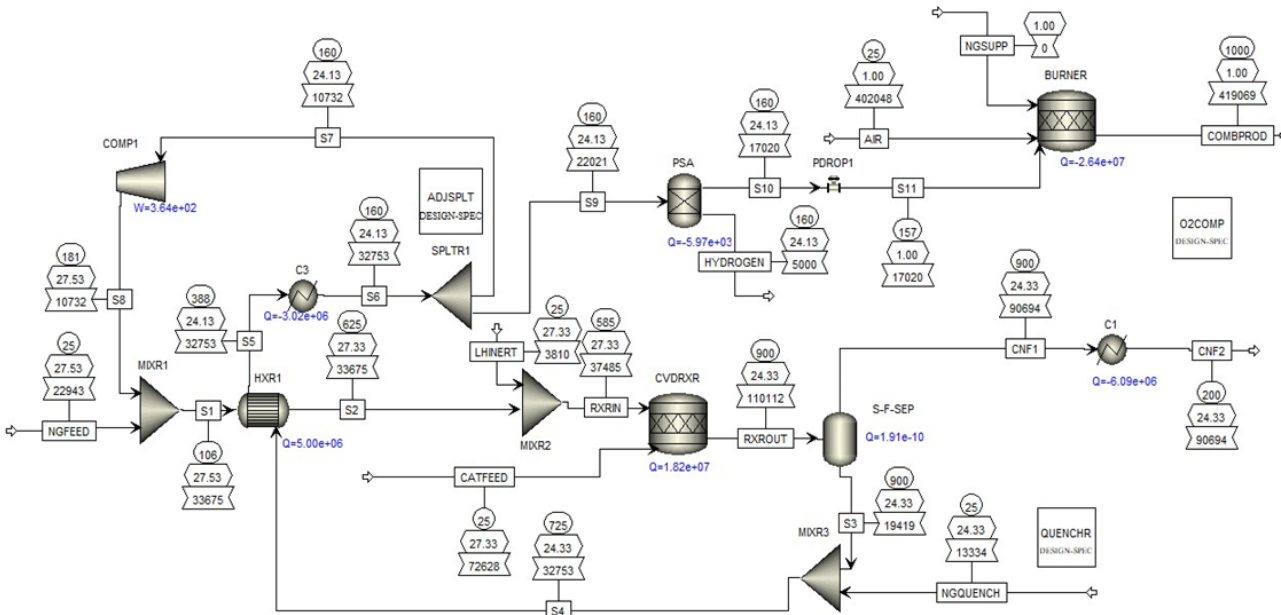 1.00
0
NGSUPP
BURNER
Q=-2.64e+07
1000
1.00
419069
COMBPROD
25
1.00
402048
AIR
160
24.13
10732
S7
COMP1
W=3.64e+02
ADJSPLT
DESIGN-SPEC
160
24.13
22021
S9
PSA
Q=-5.97e+03
160
24.13
17020
S10
PDROP1
S11
157
1.00
17020
160
24.13
5000
HYDROGEN
O2COMP
DESIGN-SPEC
181
27.53
10732
S8
C3
Q=-3.02e+06
160
24.13
32753
S6
SPLTR1
388
24.13
32753
S5
25
27.53
22943
NGFEED
MIXR1
S1
106
27.53
33675
HXR1
Q=5.00e+06
625
27.33
33675
S2
LHINERT
25
27.33
3810
MIXR2
585
27.33
37485
RXRIN
CVDRXR
Q=1.82e+07
900
24.33
110112
RXROUT
S-F-SEP
Q=1.91e-10
900
24.33
90694
CNF1
C1
Q=-6.09e+06
CNF2
200
24.33
90694
CATFEED
25
27.33
72628
725
24.33
32753
S4
MIXR3
S3
900
24.33
19419
25
24.33
13334
NGQUENCH
QUENCHR
DESIGN-SPEC